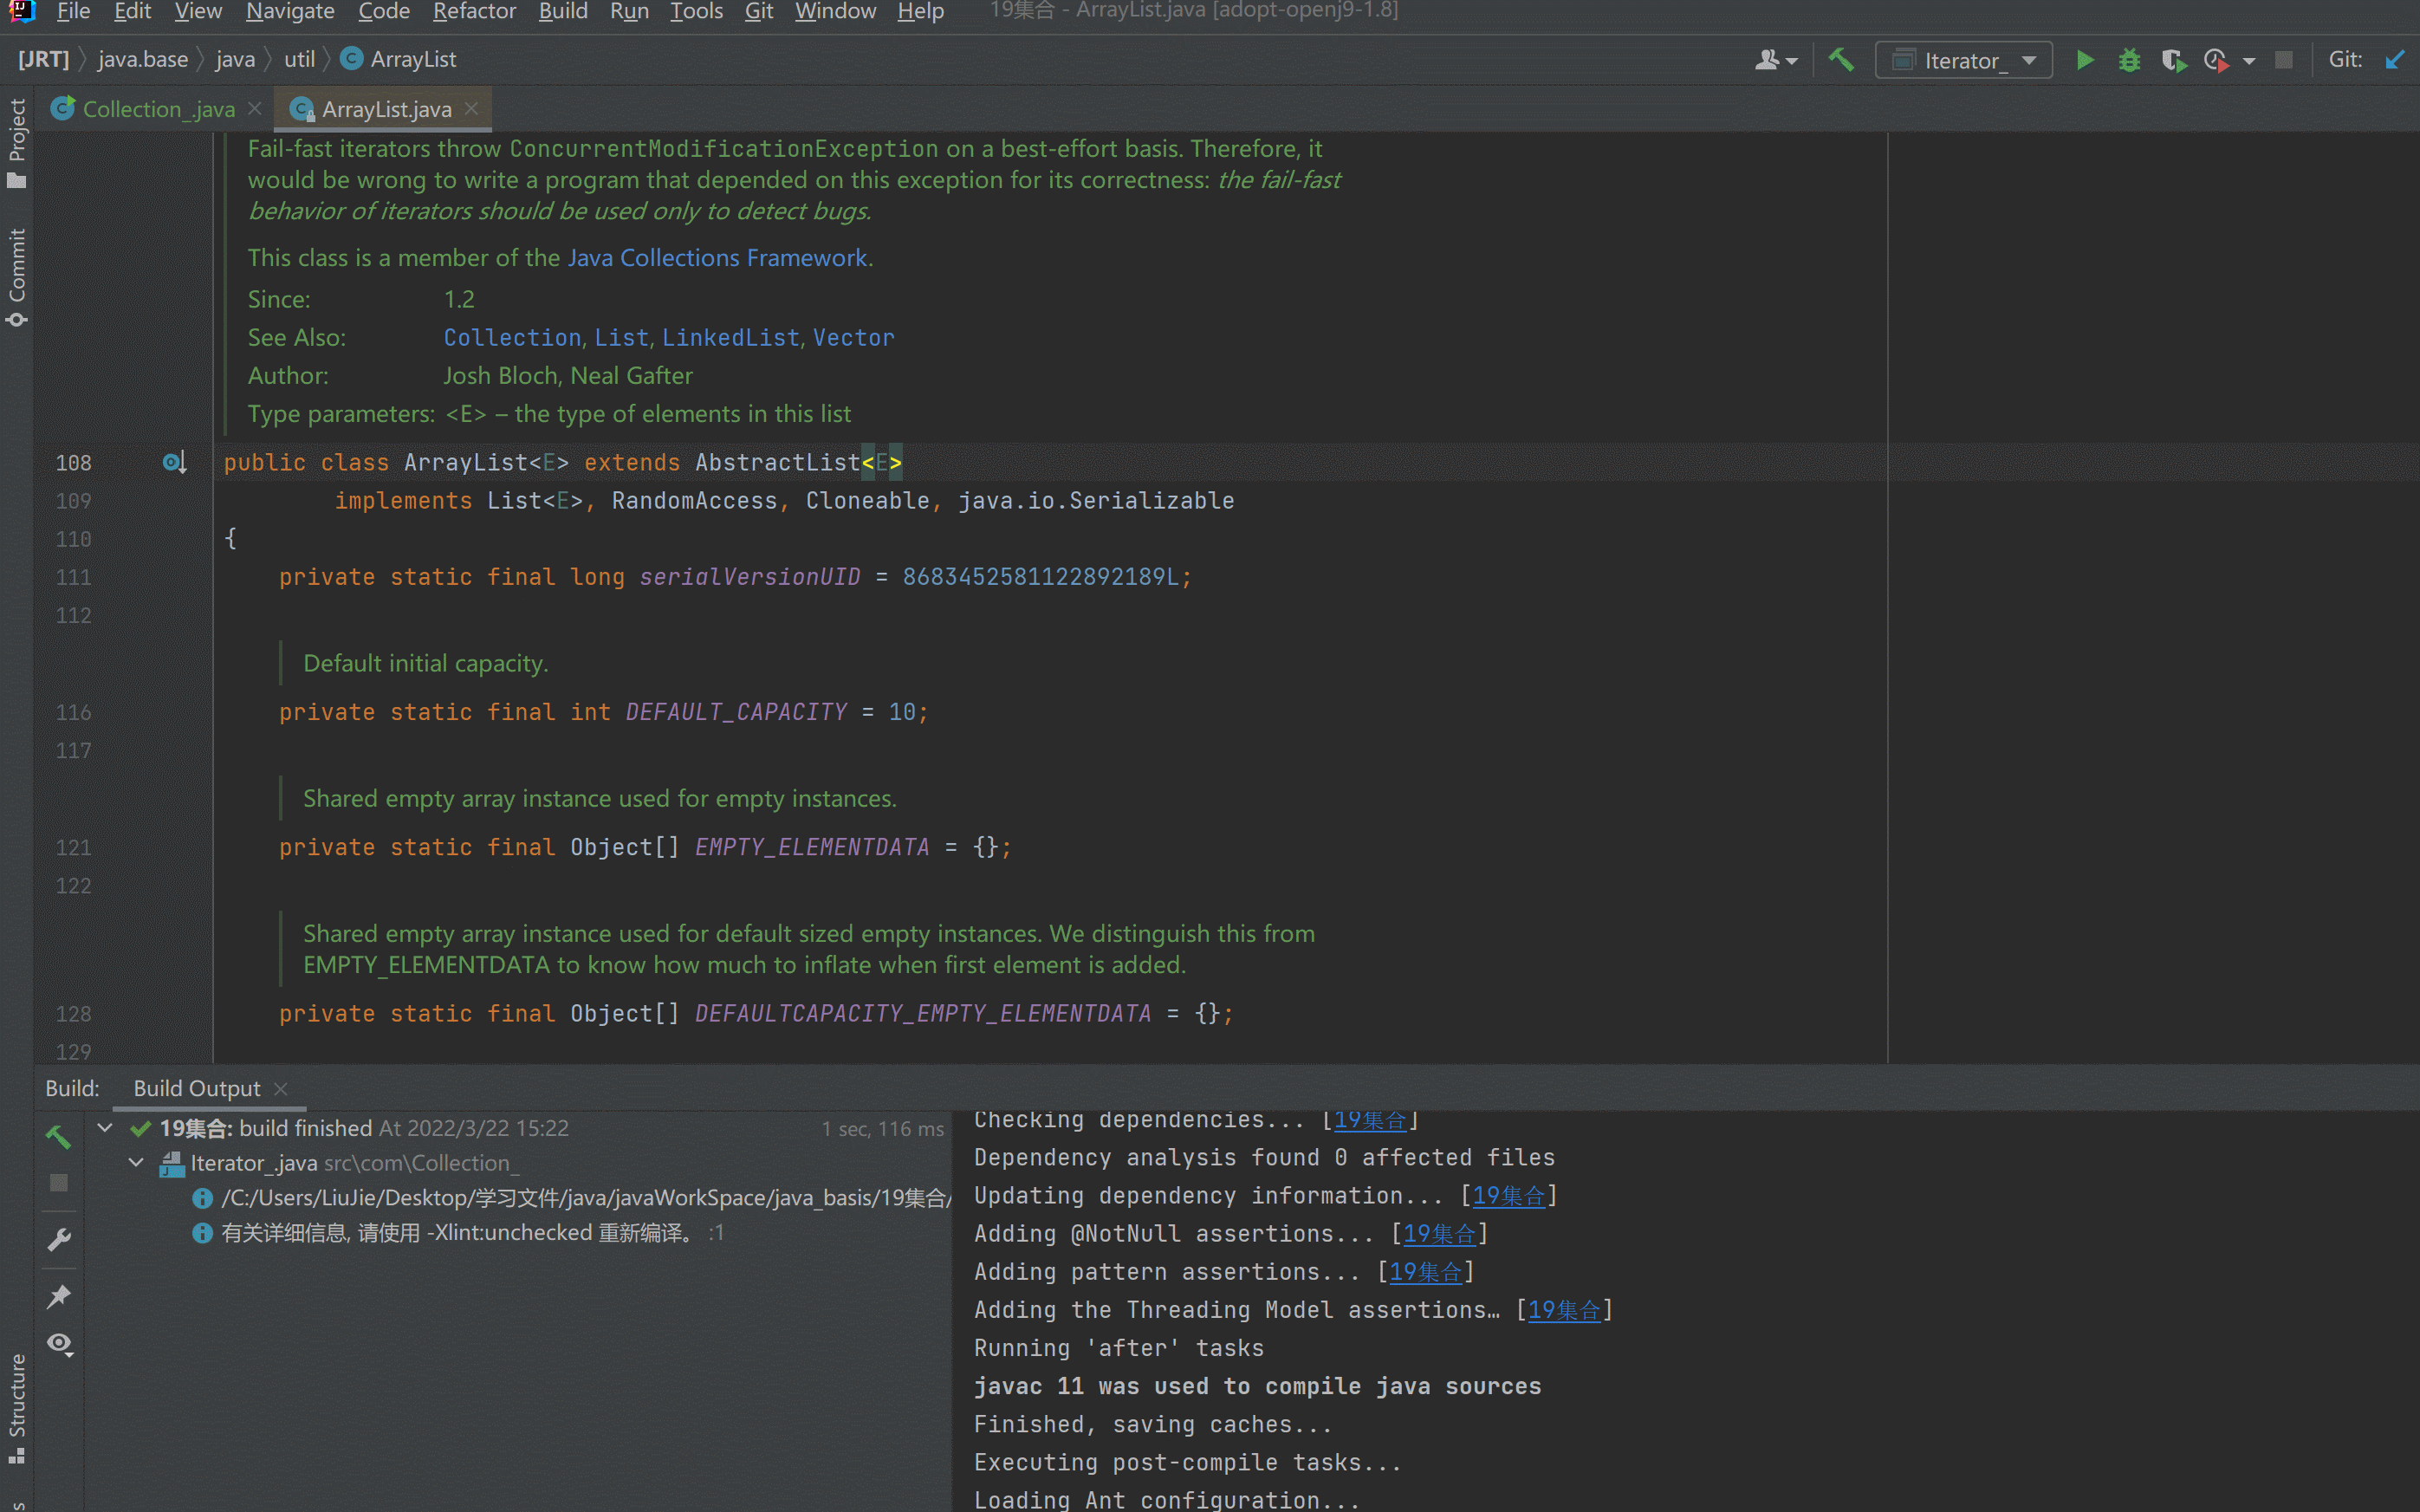 File Edit View Navigate Code Refactor Build Run Tools Git Window Help 19集合 - ArrayList.java [adopt-openj9-1.8]
[JRT] java.base java util ArrayList Iterator_ Git:
Collection_.java ArrayList.java
Project
Commit
Structure
Fail-fast iterators throw ConcurrentModificationException on a best-effort basis. Therefore, it
would be wrong to write a program that depended on this exception for its correctness: the fail-fast
behavior of iterators should be used only to detect bugs.
This class is a member of the Java Collections Framework.
Since: 1.2
See Also: Collection, List, LinkedList, Vector
Author: Josh Bloch, Neal Gafter
Type parameters: <E> – the type of elements in this list
108 public class ArrayList<E> extends AbstractList<E>
109 implements List<E>, RandomAccess, Cloneable, java.io.Serializable
110 {
111 private static final long serialVersionUID = 8683452581122892189L;
112
Default initial capacity.
116 private static final int DEFAULT_CAPACITY = 10;
117
Shared empty array instance used for empty instances.
121 private static final Object[] EMPTY_ELEMENTDATA = {};
122
Shared empty array instance used for default sized empty instances. We distinguish this from
EMPTY_ELEMENTDATA to know how much to inflate when first element is added.
128 private static final Object[] DEFAULTCAPACITY_EMPTY_ELEMENTDATA = {};
129
Build: Build Output
19集合: build finished At 2022/3/22 15:22 1 sec, 116 ms
Iterator_.java src\com\Collection_
/C:/Users/LiuJie/Desktop/学习文件/java/javaWorkSpace/java_basis/19集合/
有关详细信息, 请使用 -Xlint:unchecked 重新编译。 :1
Checking dependencies... [19集合]
Dependency analysis found 0 affected files
Updating dependency information... [19集合]
Adding @NotNull assertions... [19集合]
Adding pattern assertions... [19集合]
Adding the Threading Model assertions… [19集合]
Running 'after' tasks
javac 11 was used to compile java sources
Finished, saving caches...
Executing post-compile tasks...
Loading Ant configuration...